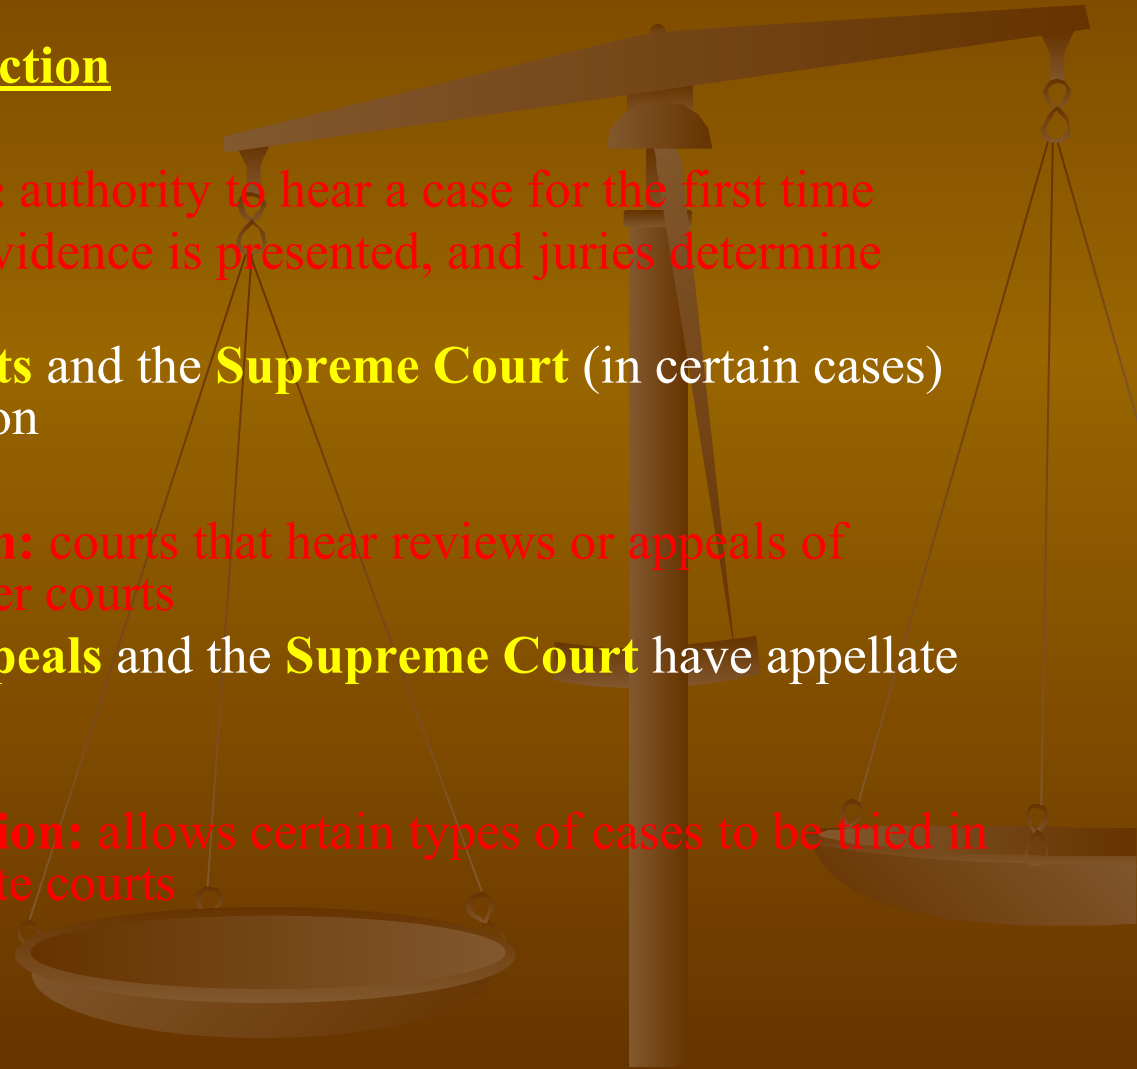 ction
: authority to hear a case for the first time
vidence is presented, and juries determine
ts and the Supreme Court (in certain cases)
on
n: courts that hear reviews or appeals of
er courts
peals and the Supreme Court have appellate
ion: allows certain types of cases to be tried in
te courts